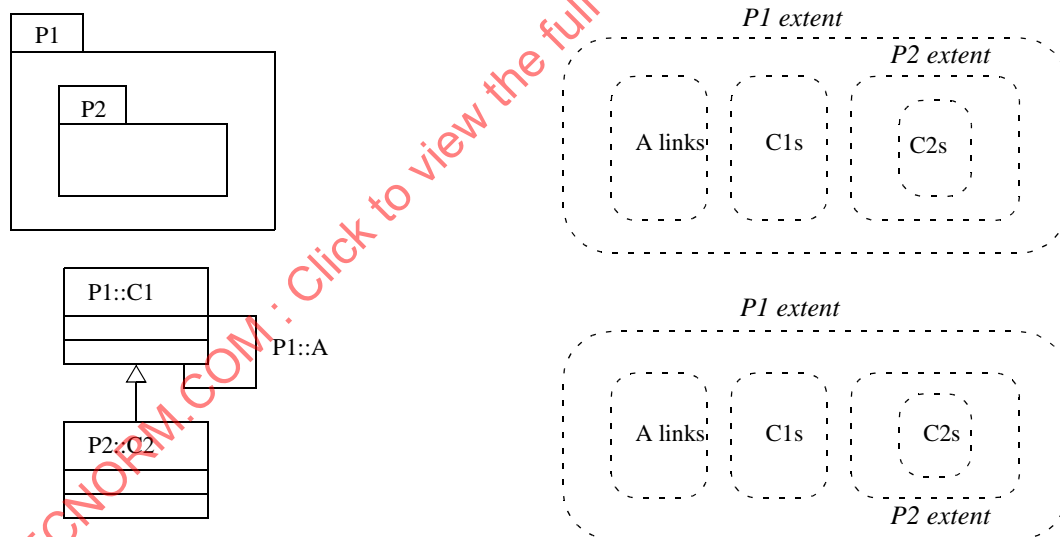 P1
P2
P1::C1
P1::A
P2::C2
P1 extent
P2 extent
A links
C1s
C2s
P1 extent
A links
C1s
C2s
P2 extent
ECNORM.COM : Click to view the full